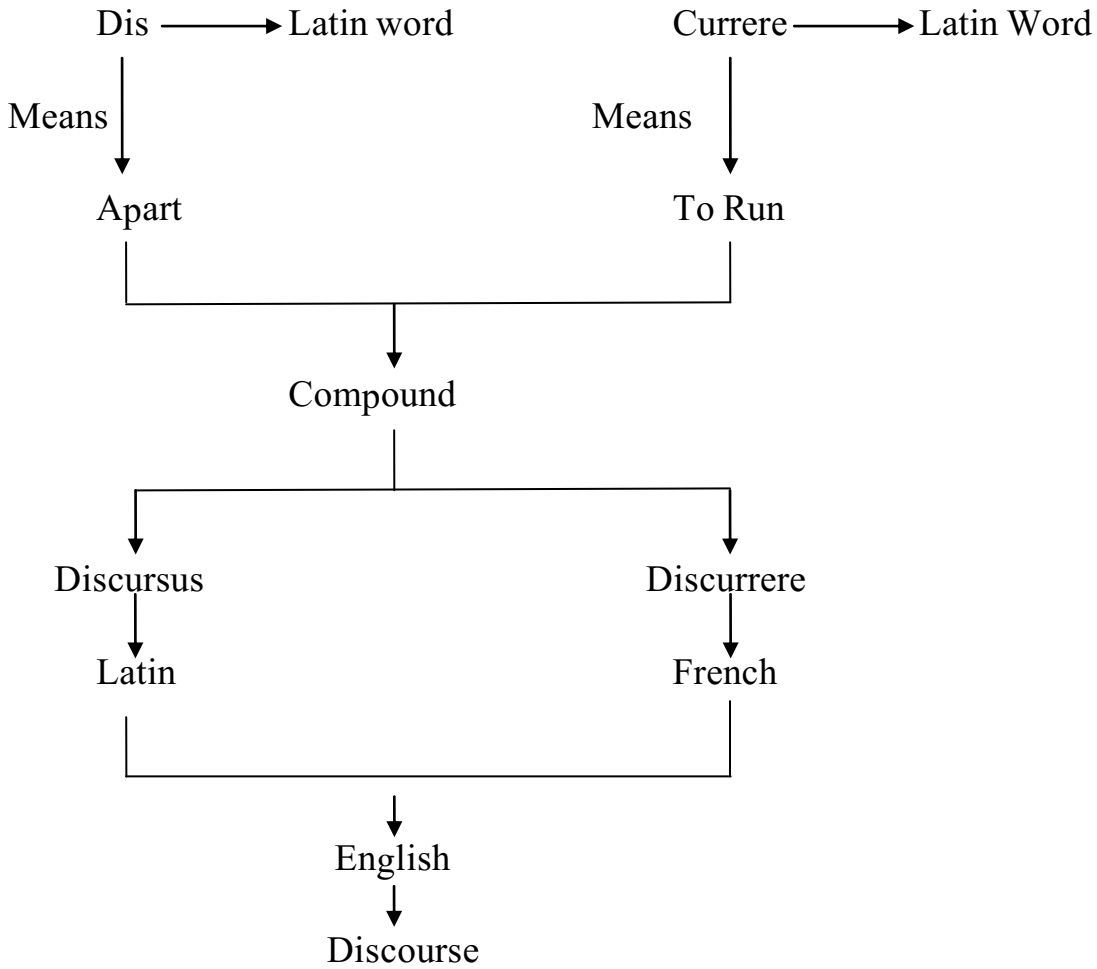 Dis Latin word Currere Latin Word
Means Means
Apart To Run
Compound
Discursus Discurrere
Latin French
English
Discourse